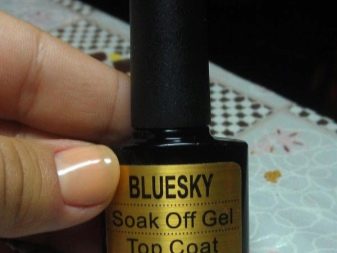 BLUESKY
Soak Off Gel
Top Coat